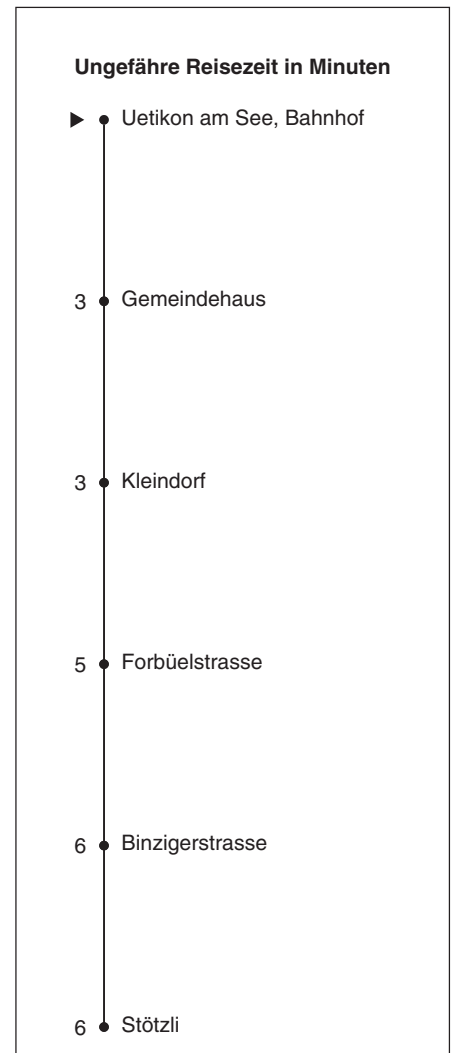 Ungefähre Reisezeit in Minuten
▶ Uetikon am See, Bahnhof
3 Gemeindehaus
3 Kleindorf
5 Forbüelstrasse
6 Binzigerstrasse
6 Stötzli